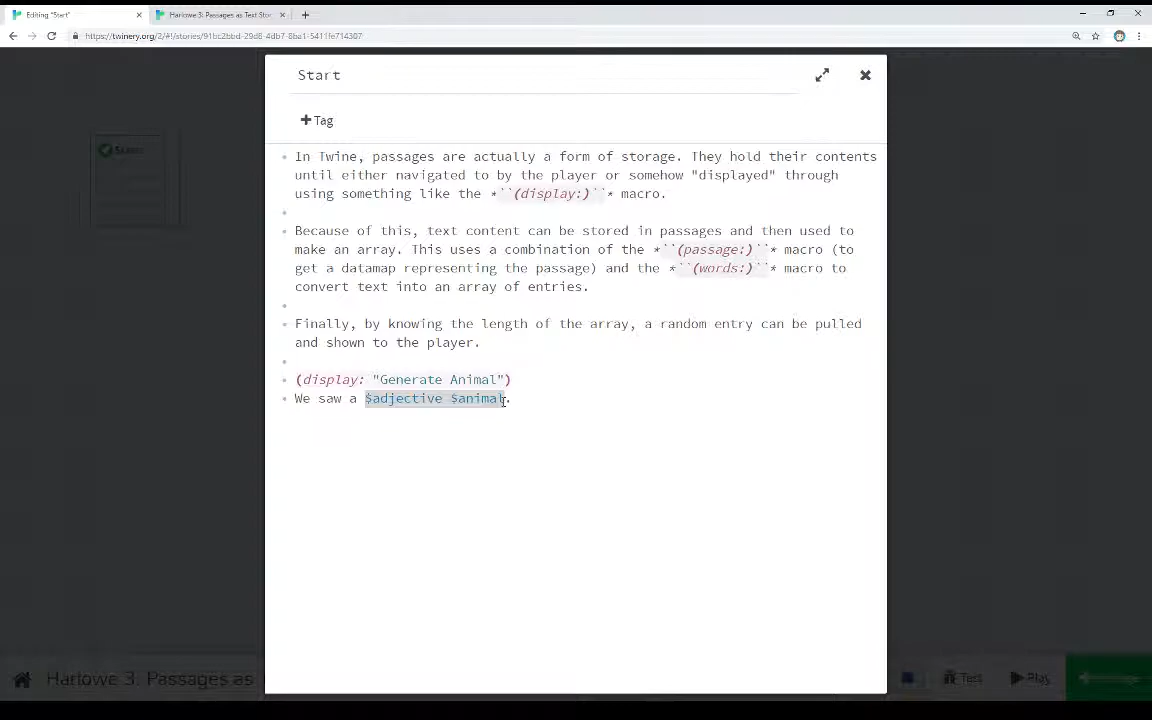 Editing "Start"
Harlowe 3: Passages as Text Stor
https://twinery.org/2/#!/stories/91bc2bbd-29d8-4db7-8ba1-5411fe714307
Start
Tag
In Twine, passages are actually a form of storage. They hold their contents
until either navigated to by the player or somehow "displayed" through
using something like the *``(display:)``* macro.
Because of this, text content can be stored in passages and then used to
make an array. This uses a combination of the *``(passage:)``* macro (to
get a datamap representing the passage) and the *``(words:)``* macro to
convert text into an array of entries.
Finally, by knowing the length of the array, a random entry can be pulled
and shown to the player.
(display: "Generate Animal")
We saw a $adjective $animal.
Harlowe 3: Passages as
Test
Play